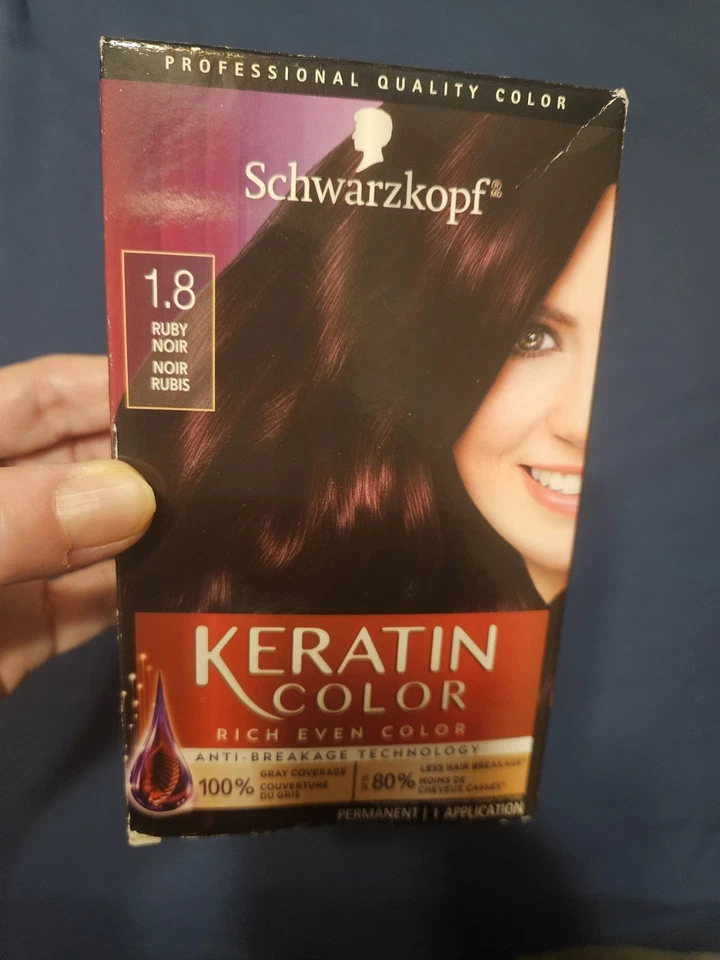 PROFESSIONAL QUALITY COLOR
Schwarzkopf®
MD
1.8
RUBY
NOIR
NOIR
RUBIS
KERATIN
COLOR
RICH EVEN COLOR
ANTI-BREAKAGE TECHNOLOGY
100% GRAY COVERAGE
COUVERTURE
DU GRIS
80% LESS HAIR BREAKAGE*
MOINS DE
CHEVEUX CASSÉS*
PERMANENT | 1 APPLICATION